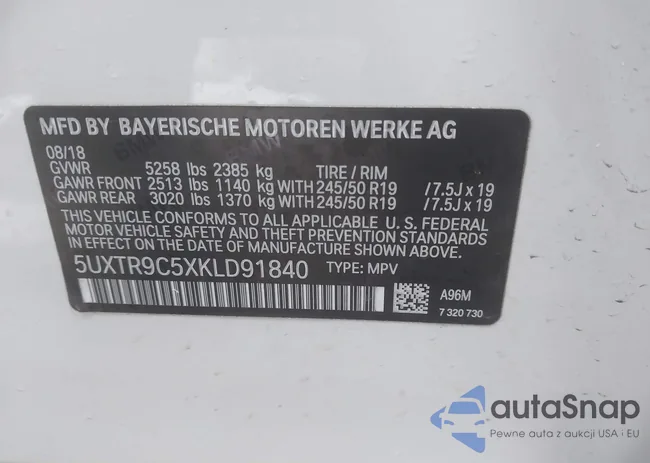 MFD BY BAYERISCHE MOTOREN WERKE AG
08/18
GVWR 5258 lbs 2385 kg TIRE / RIM
GAWR FRONT 2513 lbs 1140 kg WITH 245/50 R19 /7.5J x 19
GAWR REAR 3020 lbs 1370 kg WITH 245/50 R19 /7.5J x 19
THIS VEHICLE CONFORMS TO ALL APPLICABLE U. S. FEDERAL
MOTOR VEHICLE SAFETY AND THEFT PREVENTION
STANDARDS IN EFFECT ON THE DATE OF MANUFACTURE SHOWN ABOVE.
5UXTR9C5XKLD91840 TYPE: MPV
A96M
7 320 730
autaSnap
Pewne auta z aukcji USA i EU